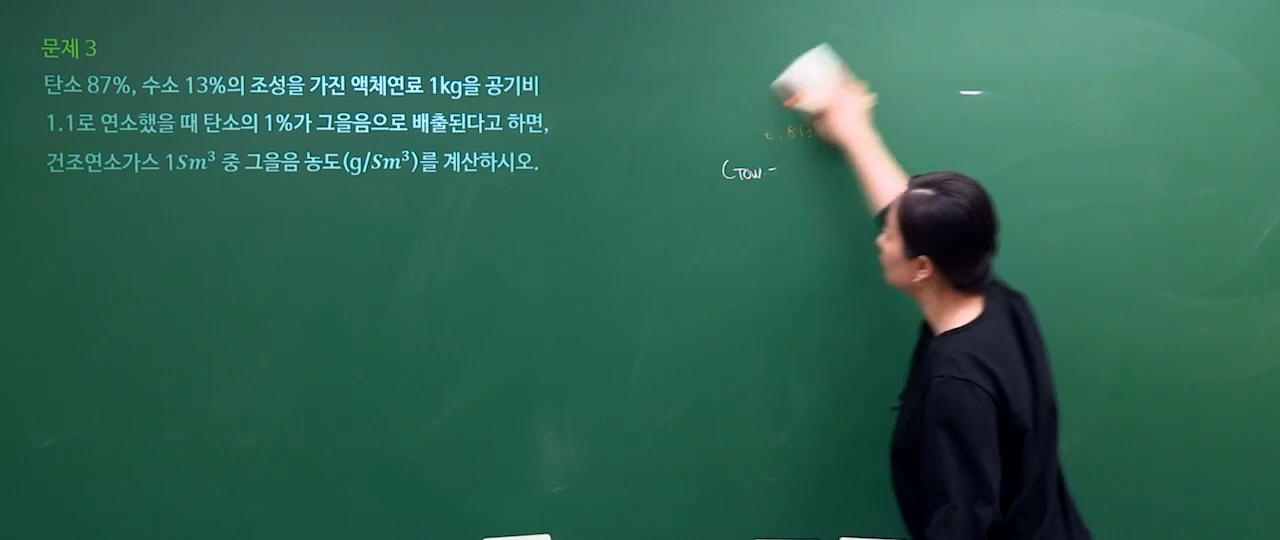 문제 3
탄소 87%, 수소 13%의 조성을 가진 액체연료 1kg을 공기비
1.1로 연소했을 때 탄소의 1%가 그을음으로 배출된다고 하면,
건조연소가스 1Sm³ 중 그을음 농도(g/Sm³)를 계산하시오.